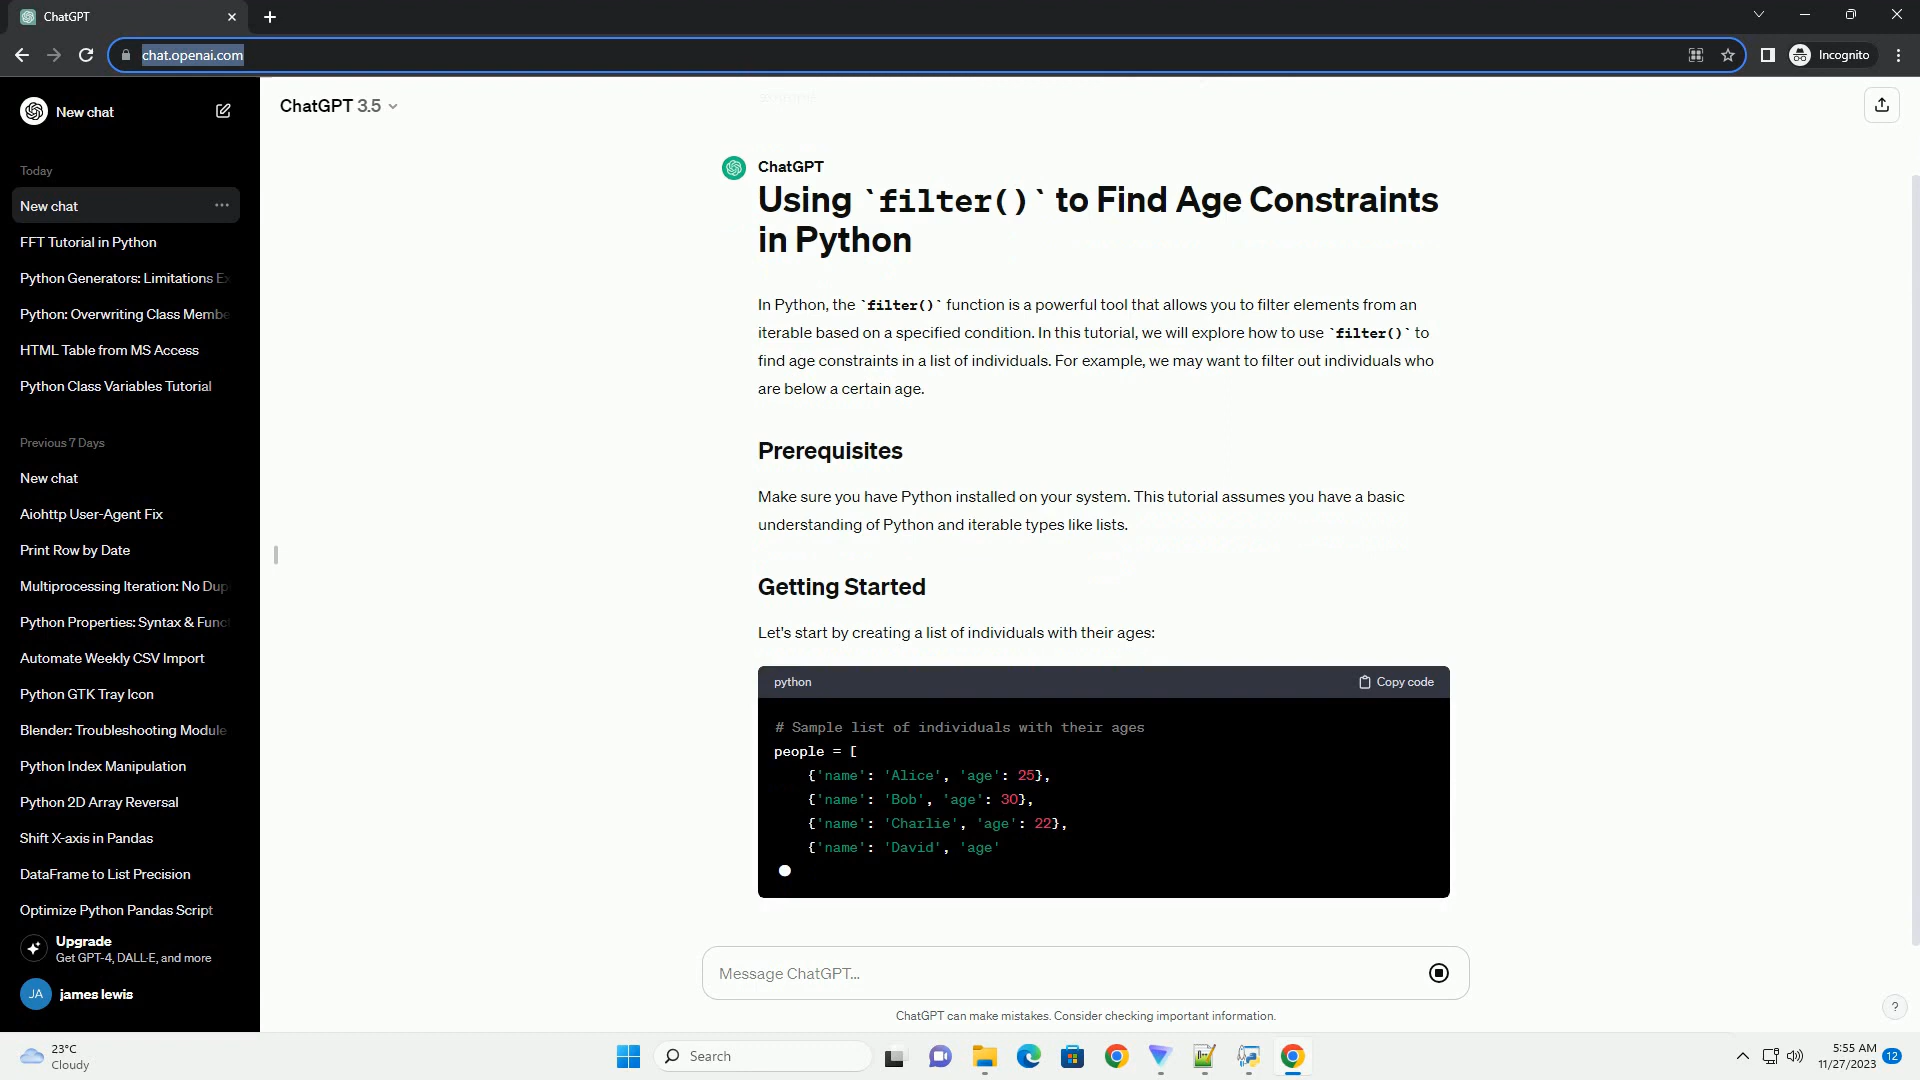 ChatGPT
chat.openai.com
Incognito
New chat
Today
New chat
FFT Tutorial in Python
Python Generators: Limitations Ex
Python: Overwriting Class Membe
HTML Table from MS Access
Python Class Variables Tutorial
Previous 7 Days
New chat
Aiohttp User-Agent Fix
Print Row by Date
Multiprocessing Iteration: No Dup
Python Properties: Syntax & Func
Automate Weekly CSV Import
Python GTK Tray Icon
Blender: Troubleshooting Module
Python Index Manipulation
Python 2D Array Reversal
Shift X-axis in Pandas
DataFrame to List Precision
Optimize Python Pandas Script
Upgrade
Get GPT-4, DALL·E, and more
JA james lewis
ChatGPT 3.5
ChatGPT
Using `filter()` to Find Age Constraints
in Python
In Python, the `filter()` function is a powerful tool that allows you to filter elements from an
iterable based on a specified condition. In this tutorial, we will explore how to use `filter()` to
find age constraints in a list of individuals. For example, we may want to filter out individuals who
are below a certain age.
Prerequisites
Make sure you have Python installed on your system. This tutorial assumes you have a basic
understanding of Python and iterable types like lists.
Getting Started
Let's start by creating a list of individuals with their ages:
python Copy code
# Sample list of individuals with their ages
people = [
{'name': 'Alice', 'age': 25},
{'name': 'Bob', 'age': 30},
{'name': 'Charlie', 'age': 22},
{'name': 'David', 'age'
Message ChatGPT...
ChatGPT can make mistakes. Consider checking important information.
?
23°C
Cloudy
Search
5:55 AM
11/27/2023
12